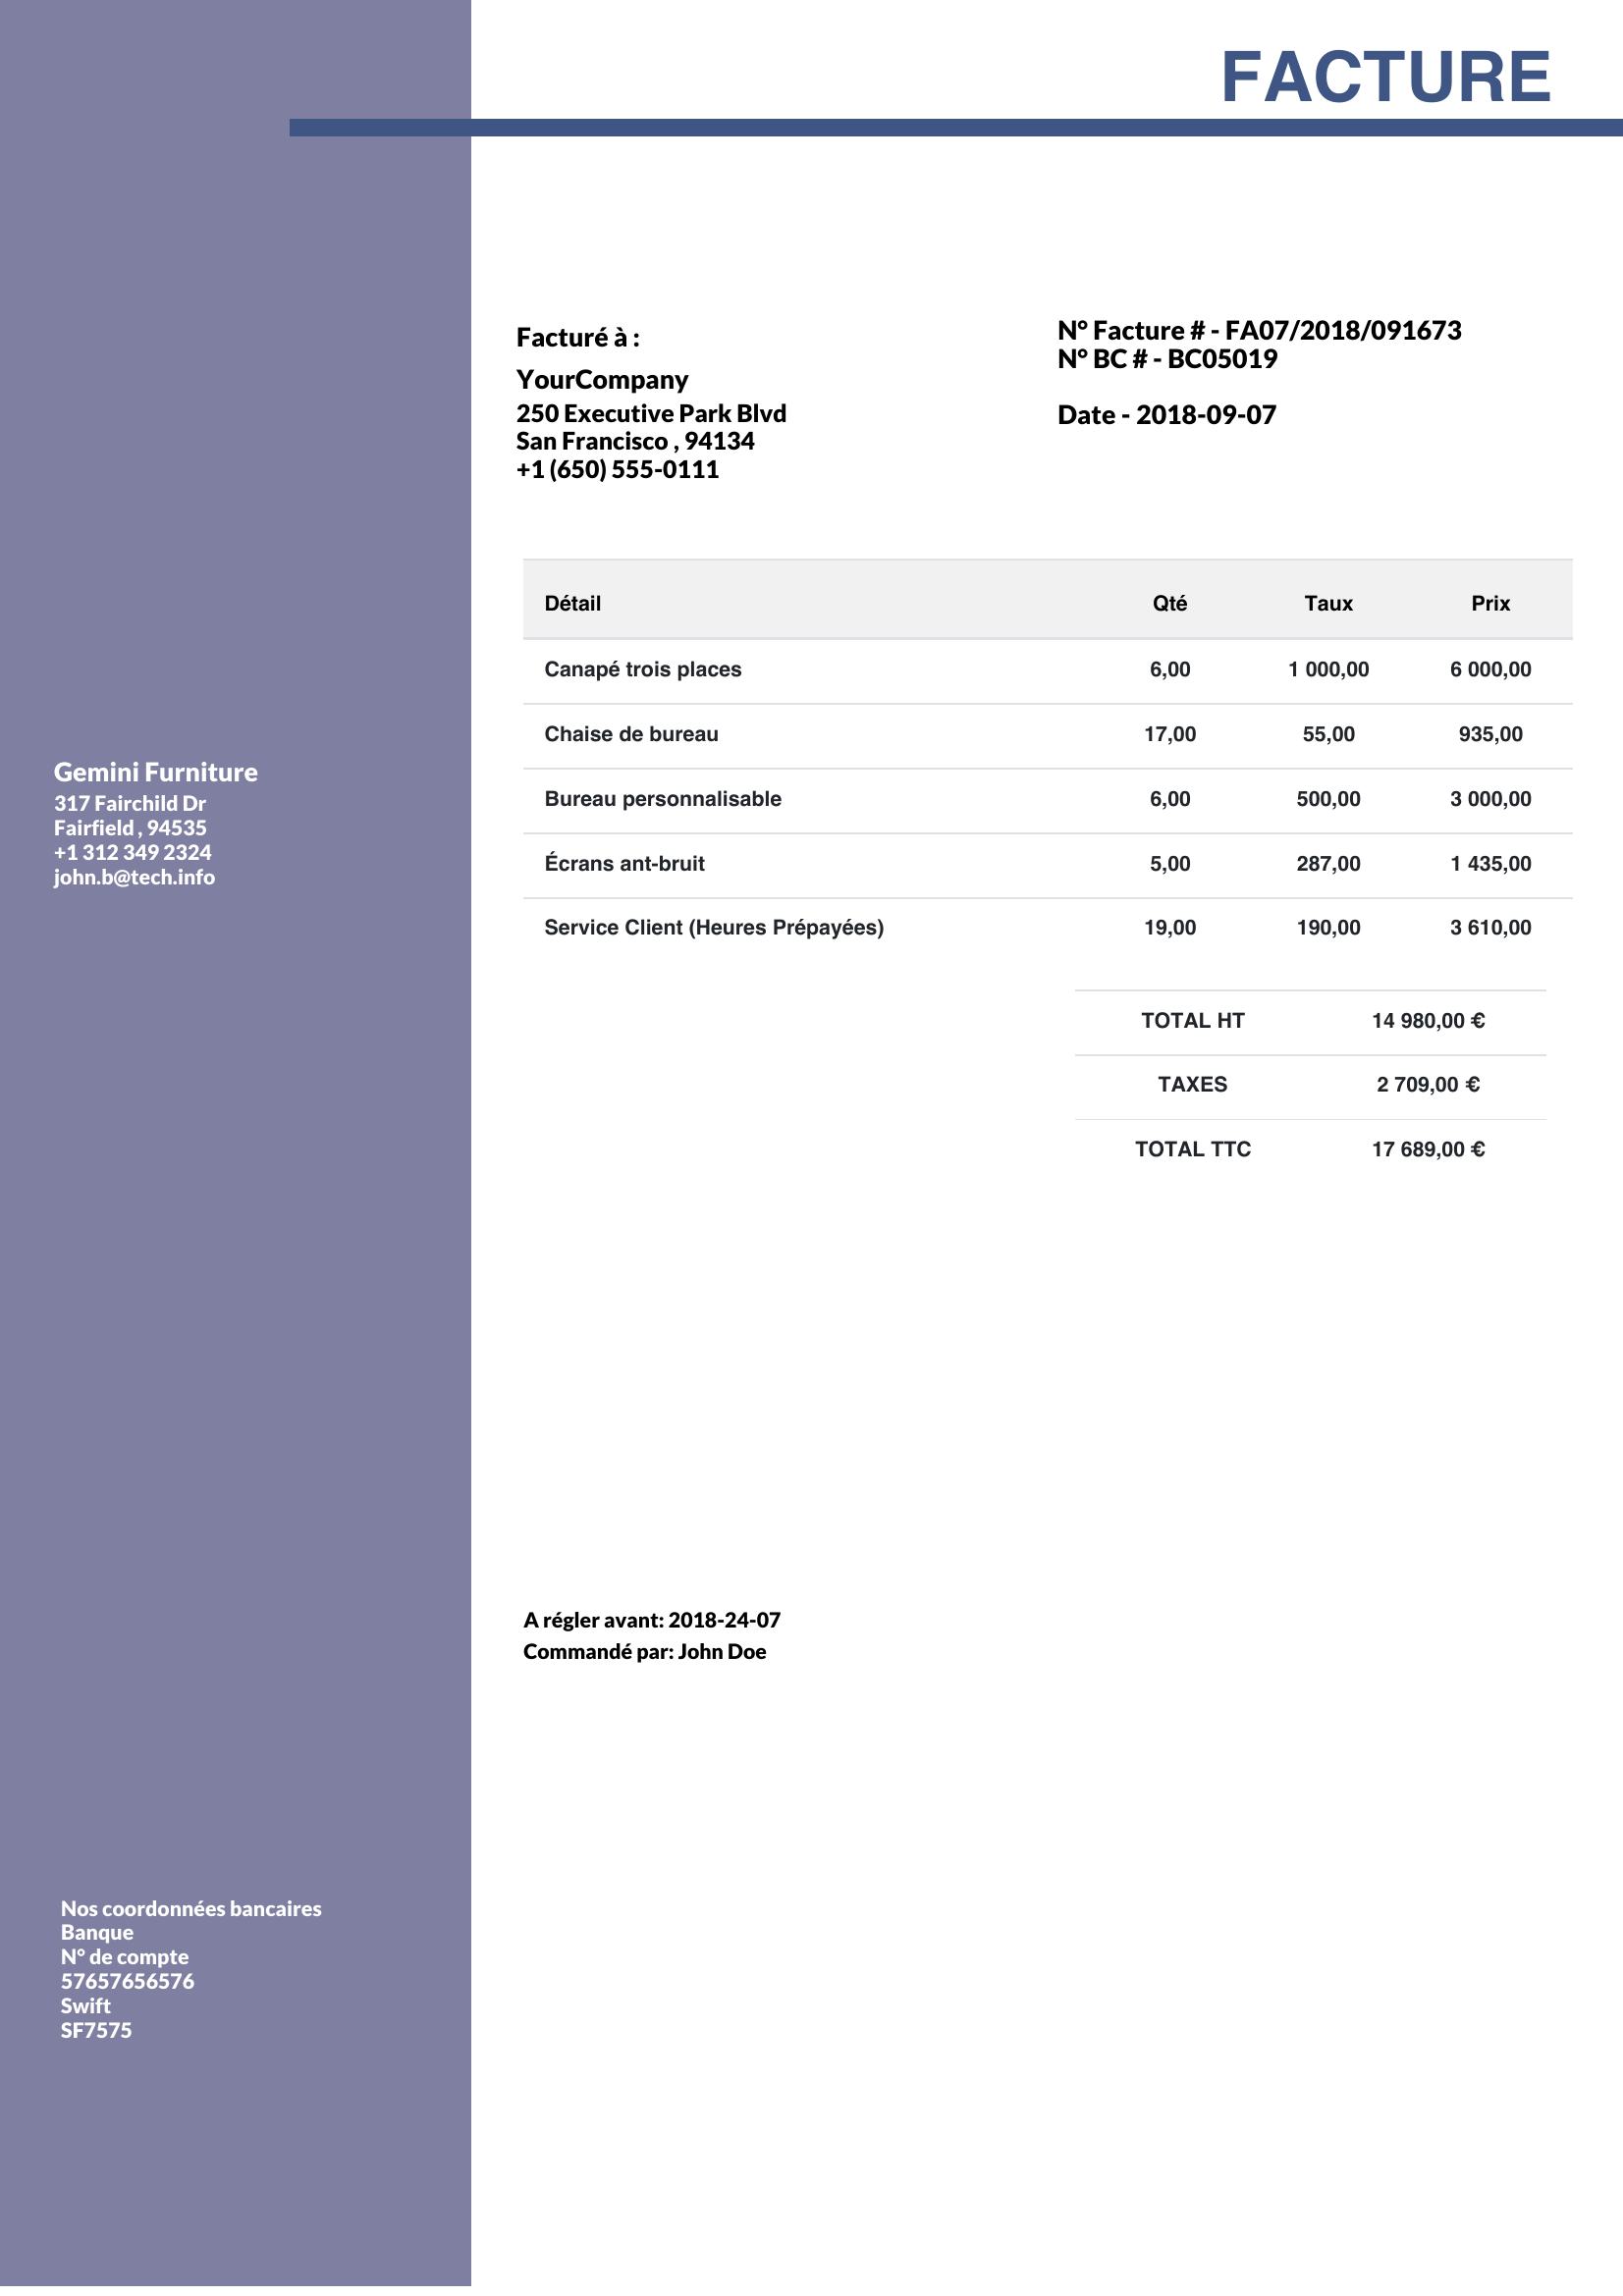 FACTURE
Facturé à :
YourCompany
250 Executive Park Blvd
San Francisco , 94134
+1 (650) 555-0111
N° Facture # - FA07/2018/091673
N° BC # - BC05019
Date - 2018-09-07
Détail Qté Taux Prix
Canapé trois places 6,00 1 000,00 6 000,00
Chaise de bureau 17,00 55,00 935,00
Bureau personnalisable 6,00 500,00 3 000,00
Écrans ant-bruit 5,00 287,00 1 435,00
Service Client (Heures Prépayées) 19,00 190,00 3 610,00
TOTAL HT 14 980,00 €
TAXES 2 709,00 €
TOTAL TTC 17 689,00 €
Gemini Furniture
317 Fairchild Dr
Fairfield , 94535
+1 312 349 2324
john.b@tech.info
A régler avant: 2018-24-07
Commandé par: John Doe
Nos coordonnées bancaires
Banque
N° de compte
57657656576
Swift
SF7575